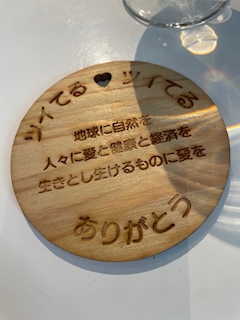 ツイてる♥ツイてる
地球に自然を
人々に愛と健康と経済を
生きとし生けるものに愛を
ありがとう